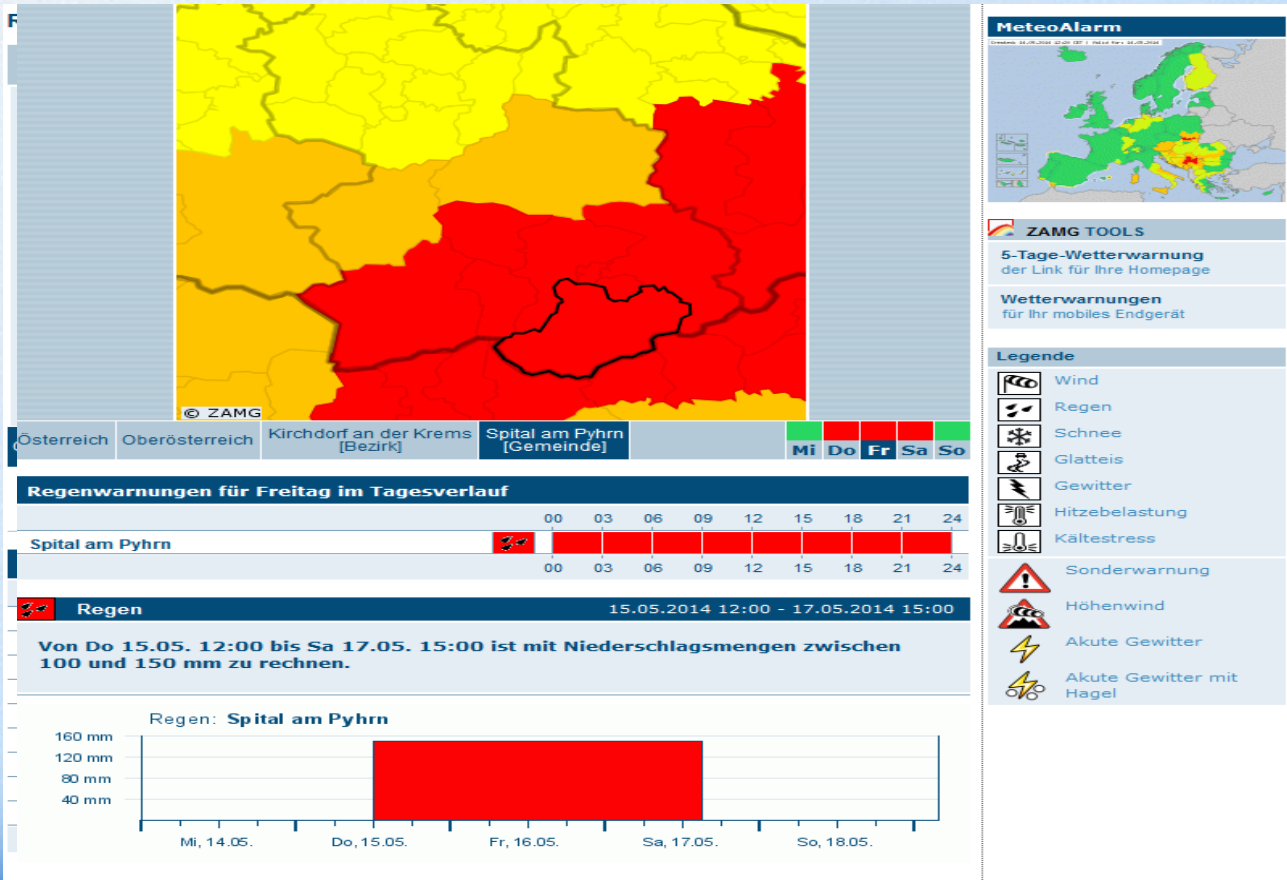 © ZAMG
Österreich
Oberösterreich
Kirchdorf an der Krems
[Bezirk]
Spital am Pyhrn
[Gemeinde]
Mi Do Fr Sa So
Regenwarnungen für Freitag im Tagesverlauf
00 03 06 09 12 15 18 21 24
Spital am Pyhrn
00 03 06 09 12 15 18 21 24
Regen 15.05.2014 12:00 - 17.05.2014 15:00
Von Do 15.05. 12:00 bis Sa 17.05. 15:00 ist mit Niederschlagsmengen zwischen
100 und 150 mm zu rechnen.
Regen: Spital am Pyhrn
160 mm
120 mm
80 mm
40 mm
Mi, 14.05. Do, 15.05. Fr, 16.05. Sa, 17.05. So, 18.05.
MeteoAlarm
ZAMG TOOLS
5-Tage-Wetterwarnung
der Link für Ihre Homepage
Wetterwarnungen
für Ihr mobiles Endgerät
Legende
Wind
Regen
Schnee
Glatteis
Gewitter
Hitzebelastung
Kältestress
Sonderwarnung
Höhenwind
Akute Gewitter
Akute Gewitter mit
Hagel